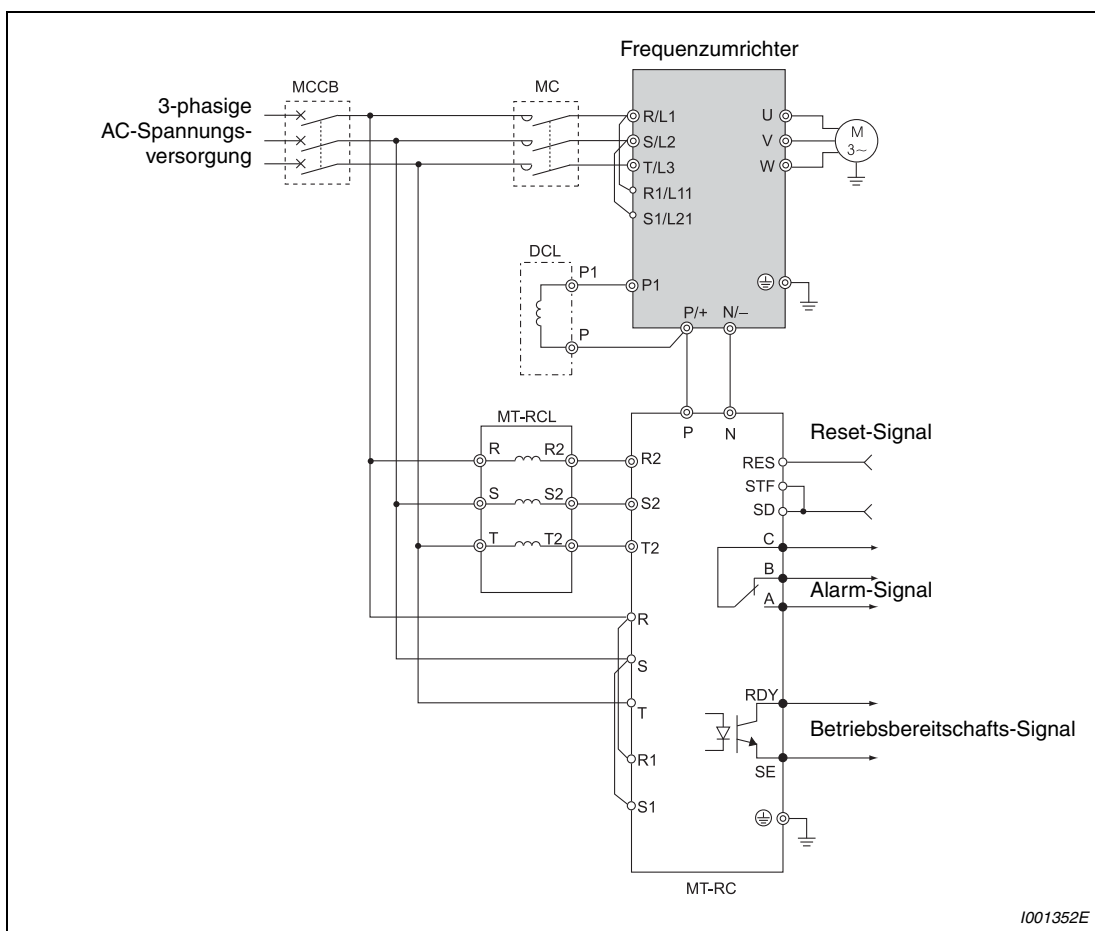 Frequenzumrichter
MCCB
MC
3-phasige
AC-Spannungs-
versorgung
R/L1
S/L2
T/L3
R1/L11
S1/L21
U
V
W
M
3~
DCL
P1
P
P1
P/+
N/–
MT-RCL
R
R2
S
S2
T
T2
R2
S2
T2
R
S
T
R1
S1
P
N
Reset-Signal
RES
STF
SD
C
B
A
Alarm-Signal
RDY
SE
Betriebsbereitschafts-Signal
MT-RC
I001352E